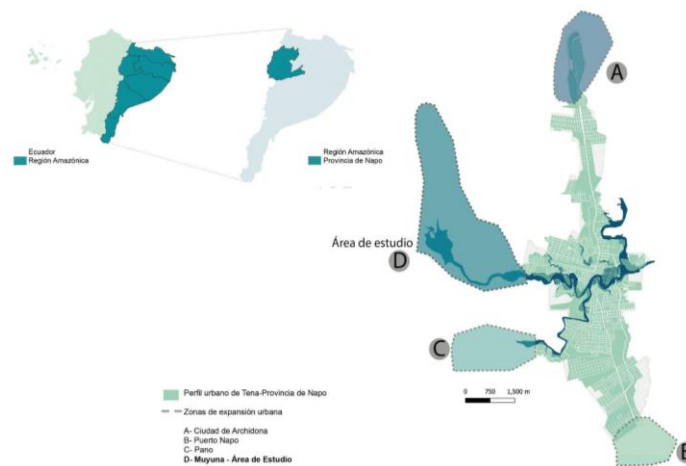 Ecuador
Región Amazónica
Región Amazónica
Provincia de Napo
A
Área de estudio
D
C
B
0 750 1,500 m
Perfil urbano de Tena-Provincia de Napo
Zonas de expansión urbana
A- Ciudad de Archidona
B- Puerto Napo
C- Pano
D- Muyuna - Área de Estudio